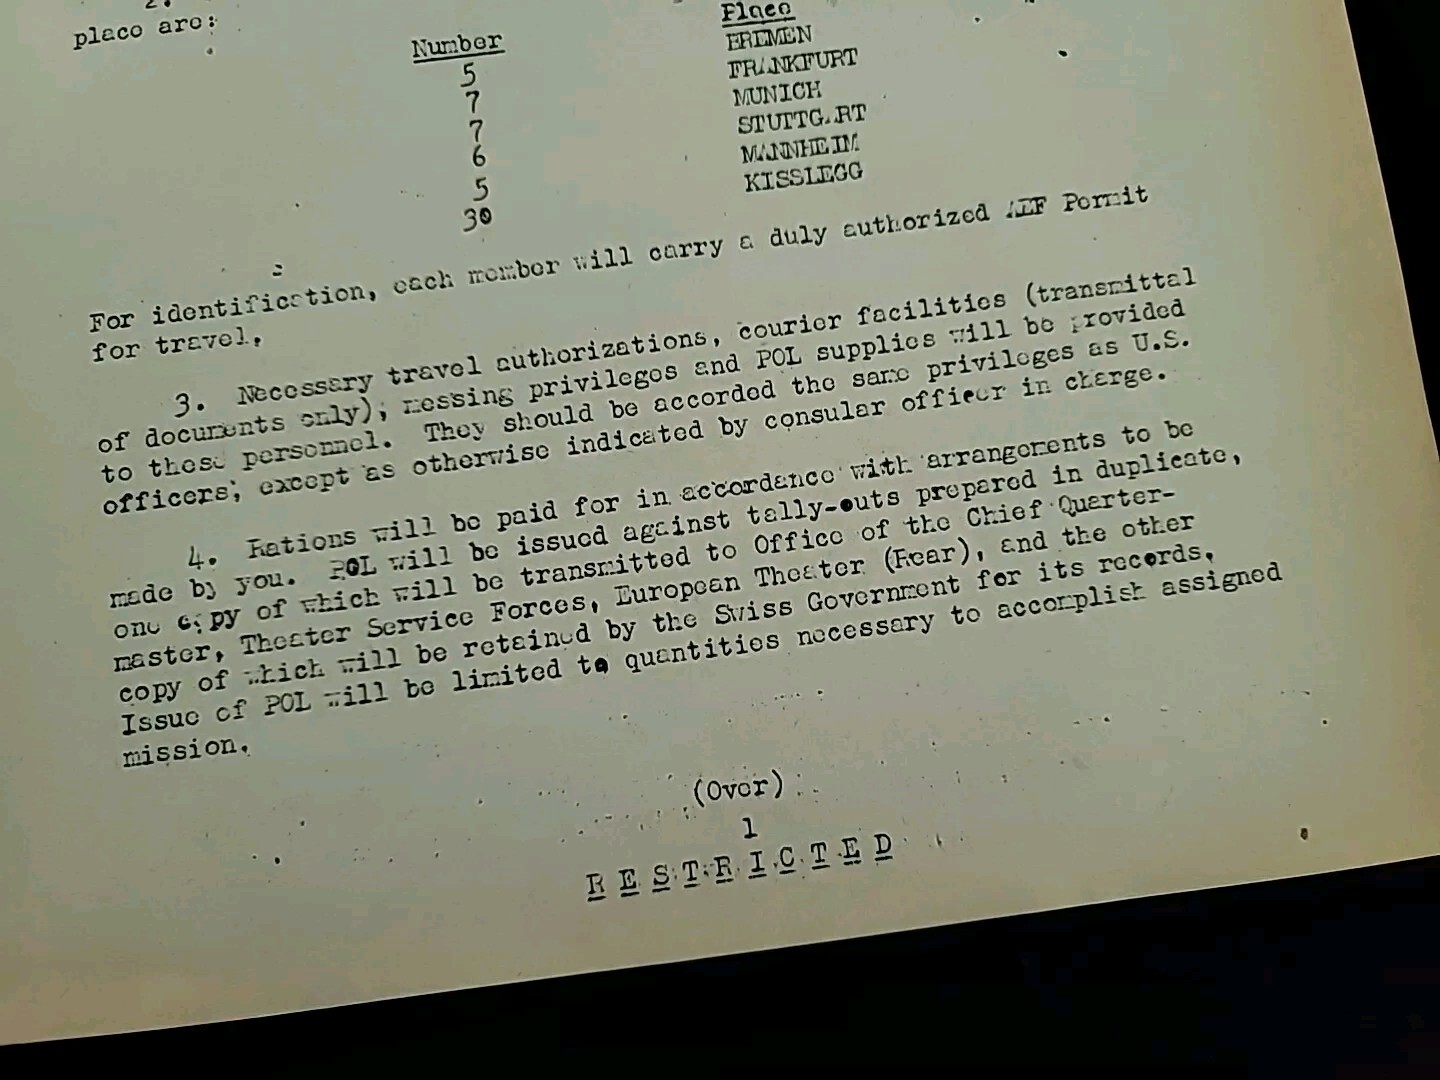 2.
place are:
Number Place
5 BREMEN
7 FRANKFURT
7 MUNICH
6 STUTTGART
5 MANNHEIM
30 KISSLEGG
For identification, each member will carry a duly authorized AEF Permit
for travel.
3. Necessary travel authorizations, courier facilities (transmittal
of documents only), messing privileges and POL supplies will be provided
to these personnel. They should be accorded the same privileges as U.S.
officers, except as otherwise indicated by consular officer in charge.
4. Rations will be paid for in accordance with arrangements to be
made by you. POL will be issued against tally-outs prepared in duplicate,
one copy of which will be transmitted to Office of the Chief Quarter-
master, Theater Service Forces, European Theater (Rear), and the other
copy of which will be retained by the Swiss Government for its records.
Issue of POL will be limited to quantities necessary to accomplish assigned
mission.
(Over)
1
R E S T R I C T E D